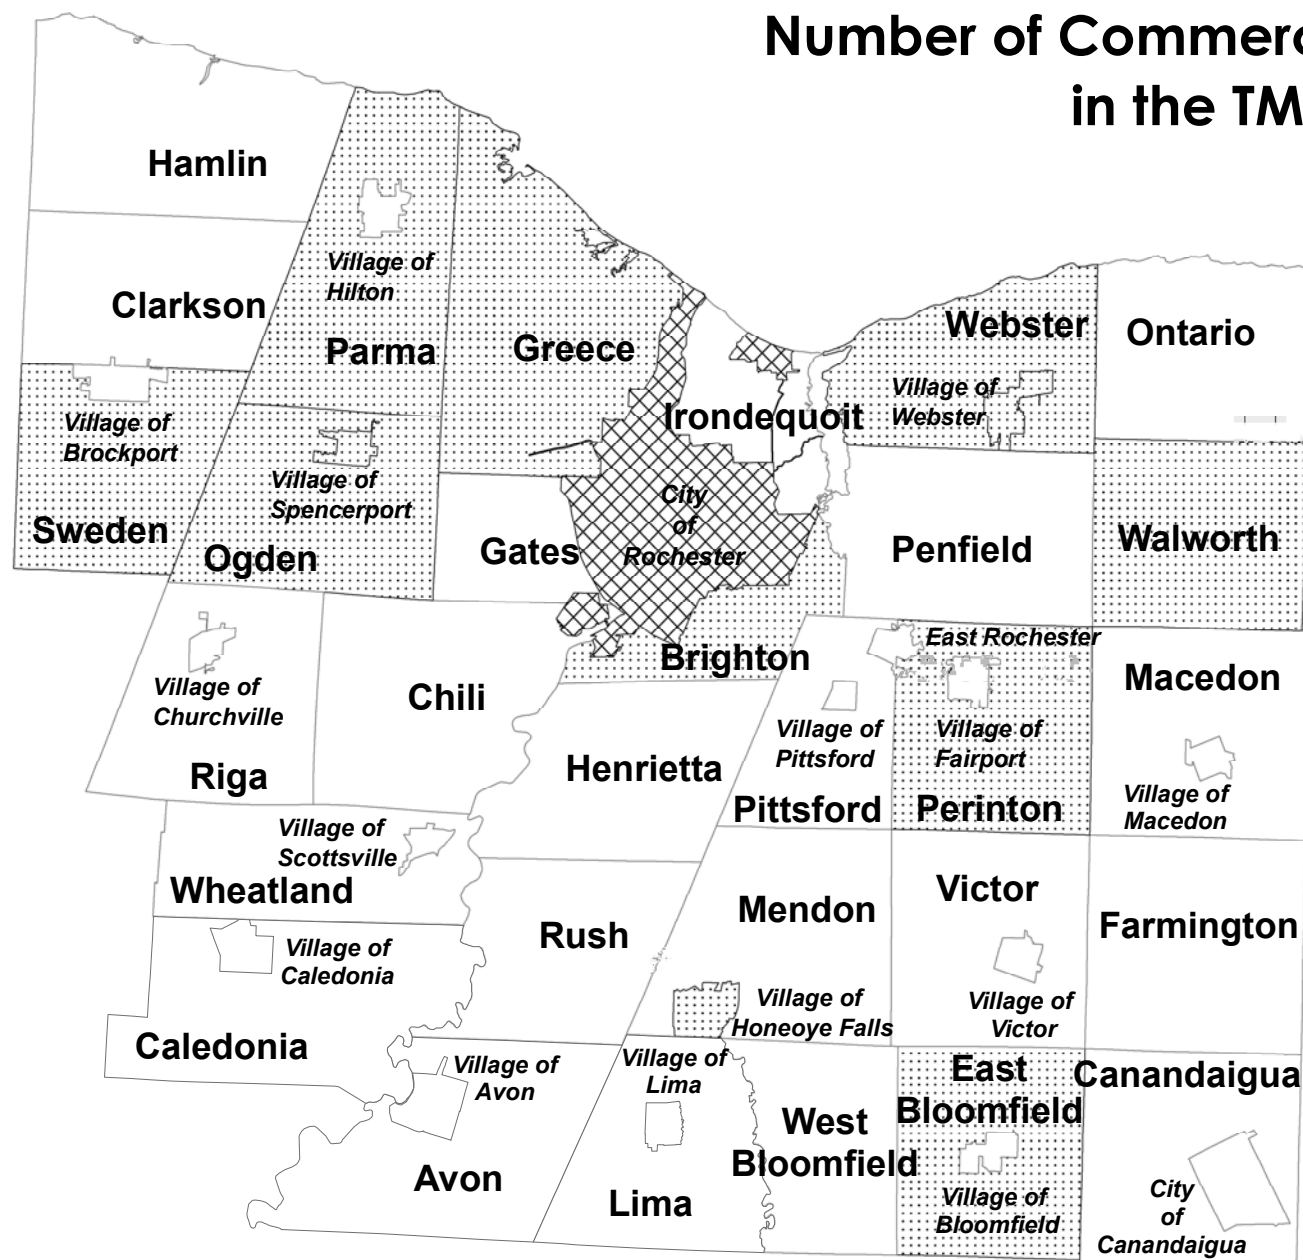 Number of Commerc
in the TM
Hamlin
Village of
Hilton
Clarkson
Webster
Ontario
Parma
Greece
Village of
Webster
Village of
Brockport
Irondequoit
Village of
Spencerport
City
of
Rochester
Sweden
Ogden
Gates
Penfield
Walworth
East Rochester
Brighton
Macedon
Village of
Churchville
Chili
Village of
Pittsford
Village of
Fairport
Riga
Henrietta
Village of
Macedon
Pittsford
Perinton
Village of
Scottsville
Wheatland
Victor
Mendon
Farmington
Rush
Village of
Caledonia
Village of
Honeoye Falls
Village of
Victor
Caledonia
Village of
Avon
Village of
Lima
East
Bloomfield
Canandaigua
West
Bloomfield
Avon
Lima
Village of
Bloomfield
City
of
Canandaigua